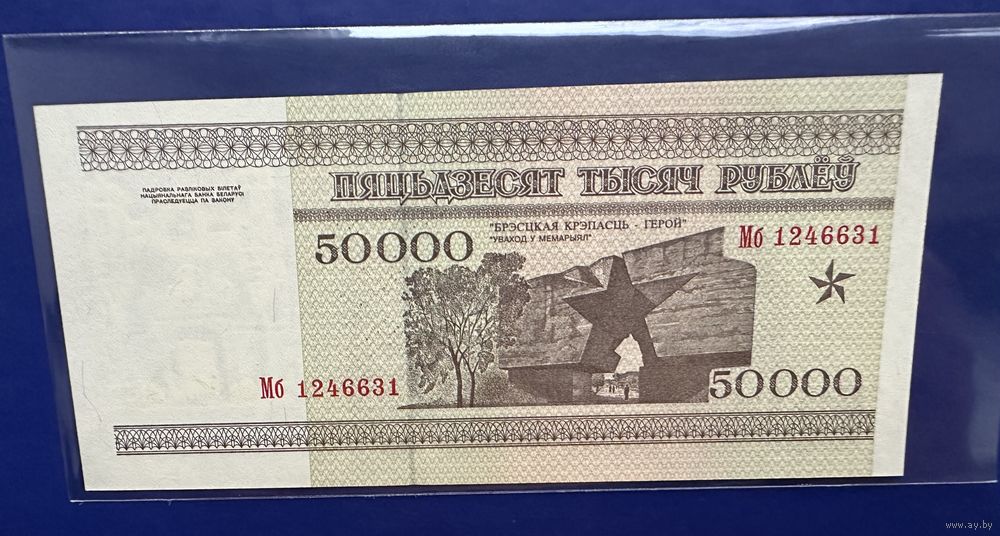 ПАДРОБКА РАЗЛІКОВЫХ БІЛЕТАЎ
НАЦЫЯНАЛЬНАГА БАНКА БЕЛАРУСІ
ПРАСЛЕДУЕЦЦА ПА ЗАКОНУ
ПЯЦЬДЗЕСЯТ ТЫСЯЧ РУБЛЁЎ
50000
"БРЭСЦКАЯ КРЭПАСЦЬ - ГЕРОЙ"
"УВАХОД У МЕМАРЫЯЛ"
Мб 1246631
Мб 1246631
50000
www.ay.by